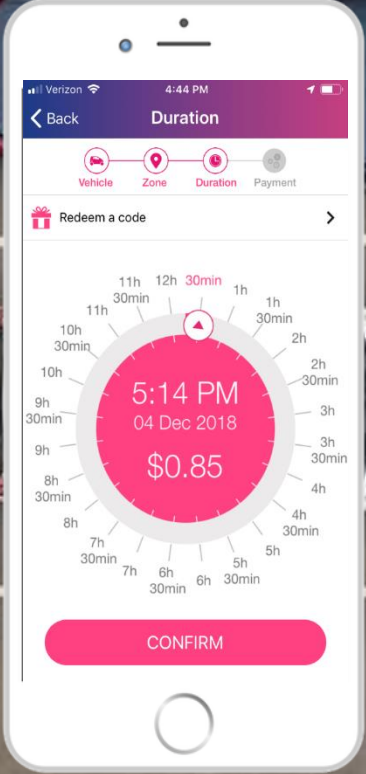 Verizon
4:44 PM
Back
Duration
Vehicle
Zone
Duration
Payment
Redeem a code
30min
1h
1h
30min
2h
2h
30min
3h
3h
30min
4h
4h
30min
5h
5h
30min
6h
6h
30min
7h
7h
30min
8h
8h
30min
9h
9h
30min
10h
10h
30min
11h
11h
30min
12h
5:14 PM
04 Dec 2018
$0.85
CONFIRM